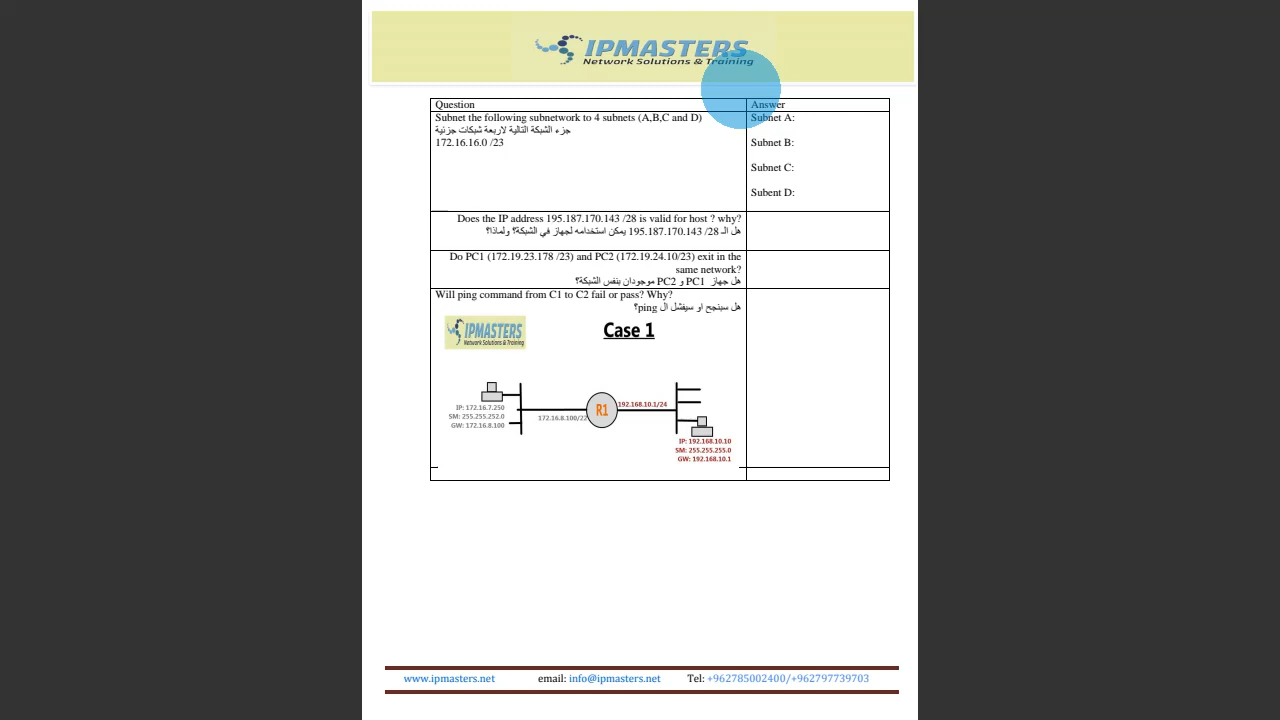 IPMASTERS
Network Solutions & Training
Question
Answer
Subnet the following subnetwork to 4 subnets (A,B,C and D)
جزء الشبكة التالية لاربعة شبكات جزئية
172.16.16.0 /23
Subnet A:
Subnet B:
Subnet C:
Subent D:
Does the IP address 195.187.170.143 /28 is valid for host ? why?
هل الـ 195.187.170.143 /28 يمكن استخدامه لجهاز في الشبكة؟ ولماذا؟
Do PC1 (172.19.23.178 /23) and PC2 (172.19.24.10/23) exit in the
same network?
هل جهاز PC1 و PC2 موجودان بنفس الشبكة؟
Will ping command from C1 to C2 fail or pass? Why?
هل سينجح او سيفشل ال ping؟
IPMASTERS
Network Solutions & Training
Case 1
IP: 172.16.7.250
SM: 255.255.252.0
GW: 172.16.8.100
172.16.8.100/22
R1
192.168.10.1/24
IP: 192.168.10.10
SM: 255.255.255.0
GW: 192.168.10.1
www.ipmasters.net email: info@ipmasters.net Tel: +962785002400/+962797739703